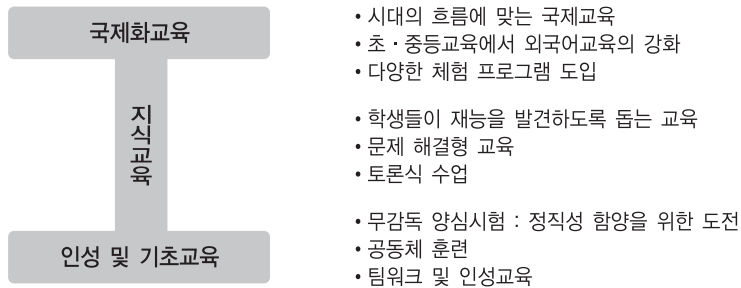 국제화교육
• 시대의 흐름에 맞는 국제교육
• 초·중등교육에서 외국어교육의 강화
• 다양한 체험 프로그램 도입
지식교육
• 학생들이 재능을 발견하도록 돕는 교육
• 문제 해결형 교육
• 토론식 수업
인성 및 기초교육
• 무감독 양심시험 : 정직성 함양을 위한 도전
• 공동체 훈련
• 팀워크 및 인성교육